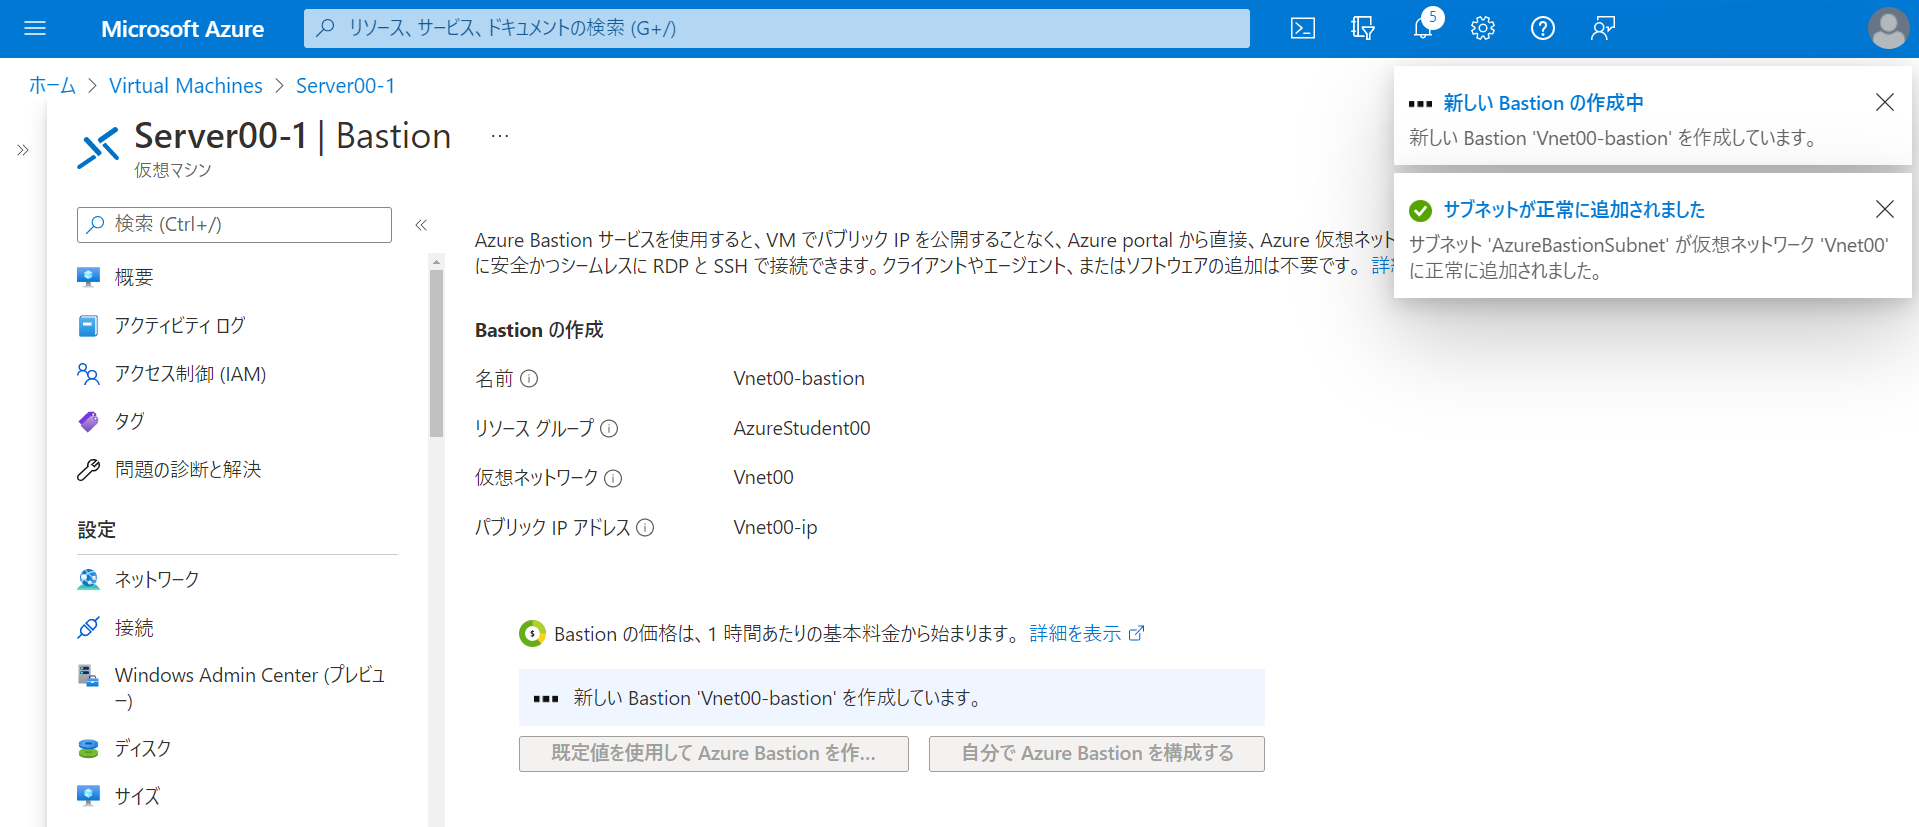 Microsoft Azure
リソース、サービス、ドキュメントの検索 (G+/)
5
ホーム > Virtual Machines > Server00-1
Server00-1 | Bastion ...
仮想マシン
検索 (Ctrl+/)
概要
アクティビティ ログ
アクセス制御 (IAM)
タグ
問題の診断と解決
設定
ネットワーク
接続
Windows Admin Center (プレビュ
ー)
ディスク
サイズ
Azure Bastion サービスを使用すると、VM でパブリック IP を公開することなく、Azure portal から直接、Azure 仮想ネット
に安全かつシームレスに RDP と SSH で接続できます。クライアントやエージェント、またはソフトウェアの追加は不要です。 詳
Bastion の作成
名前 Vnet00-bastion
リソース グループ AzureStudent00
仮想ネットワーク Vnet00
パブリック IP アドレス Vnet00-ip
Bastion の価格は、1 時間あたりの基本料金から始まります。 詳細を表示
新しい Bastion 'Vnet00-bastion' を作成しています。
既定値を使用して Azure Bastion を作...
自分で Azure Bastion を構成する
新しい Bastion の作成中
新しい Bastion 'Vnet00-bastion' を作成しています。
サブネットが正常に追加されました
サブネット 'AzureBastionSubnet' が仮想ネットワーク 'Vnet00'
に正常に追加されました。